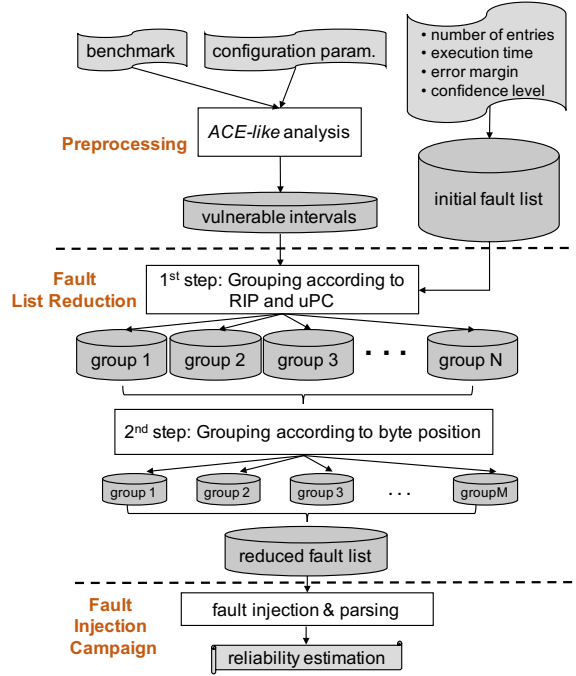 benchmark
configuration param.
• number of entries
• execution time
• error margin
• confidence level
Preprocessing
ACE-like analysis
vulnerable intervals
initial fault list
Fault
List Reduction
1st step: Grouping according to
RIP and uPC
group 1
group 2
group 3
. . .
group N
2nd step: Grouping according to byte position
group 1
group 2
group 3
. . .
groupM
reduced fault list
Fault
Injection
Campaign
fault injection & parsing
reliability estimation